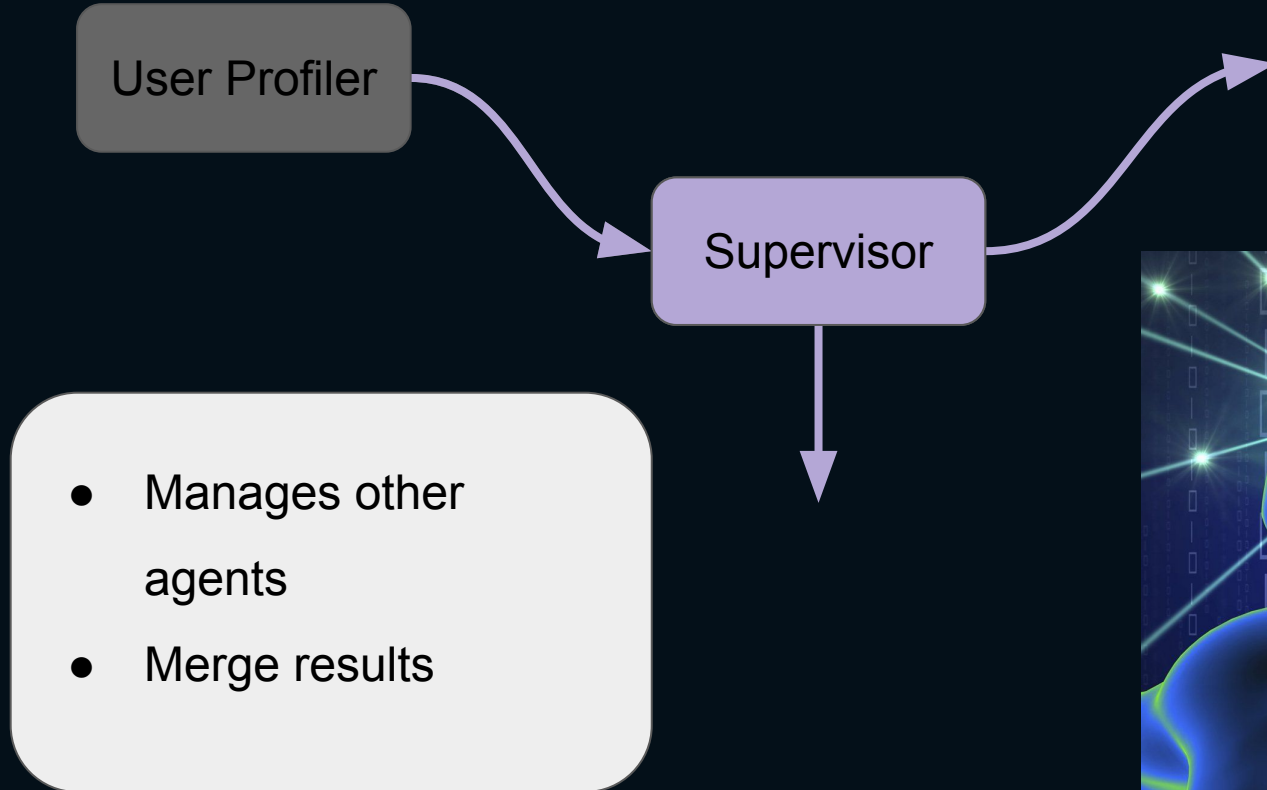 User Profiler
Supervisor
● Manages other
agents
● Merge results